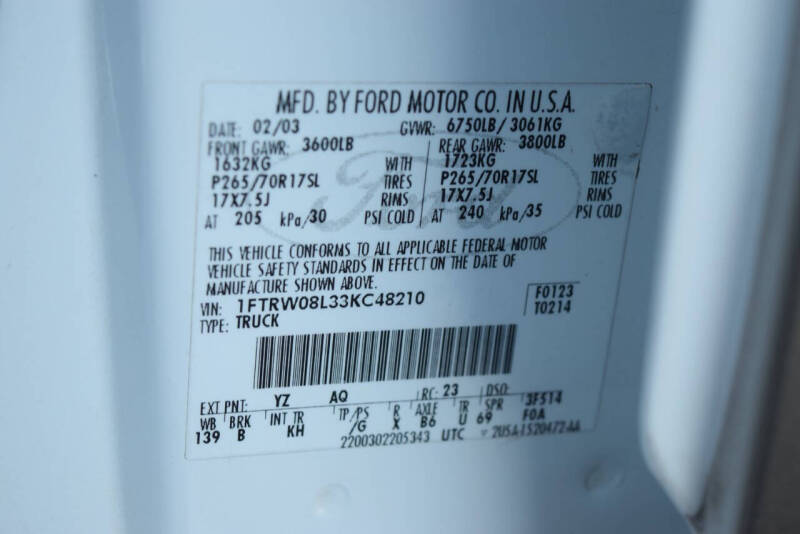 MFD. BY FORD MOTOR CO. IN U.S.A.
DATE: 02/03 GVWR: 6750LB/ 3061KG
FRONT GAWR: 3600LB REAR GAWR: 3800LB
1632KG WITH 1723KG WITH
P265/70R17SL TIRES P265/70R17SL TIRES
17X7.5J RIMS 17X7.5J RIMS
AT 205 kPa/30 PSI COLD AT 240 kPa/35 PSI COLD
Ford
THIS VEHICLE CONFORMS TO ALL APPLICABLE FEDERAL MOTOR
VEHICLE SAFETY STANDARDS IN EFFECT ON THE DATE OF
MANUFACTURE SHOWN ABOVE.
VIN: 1FTRW08L33KC48210 F0123
TYPE: TRUCK T0214
EXT PNT: YZ AQ RC: 23 DSO: 3F514
WB BRK INT TR TP/PS R AXLE TR SPR F0A
139 B KH /G X B6 U 69
2200302205343 UTC